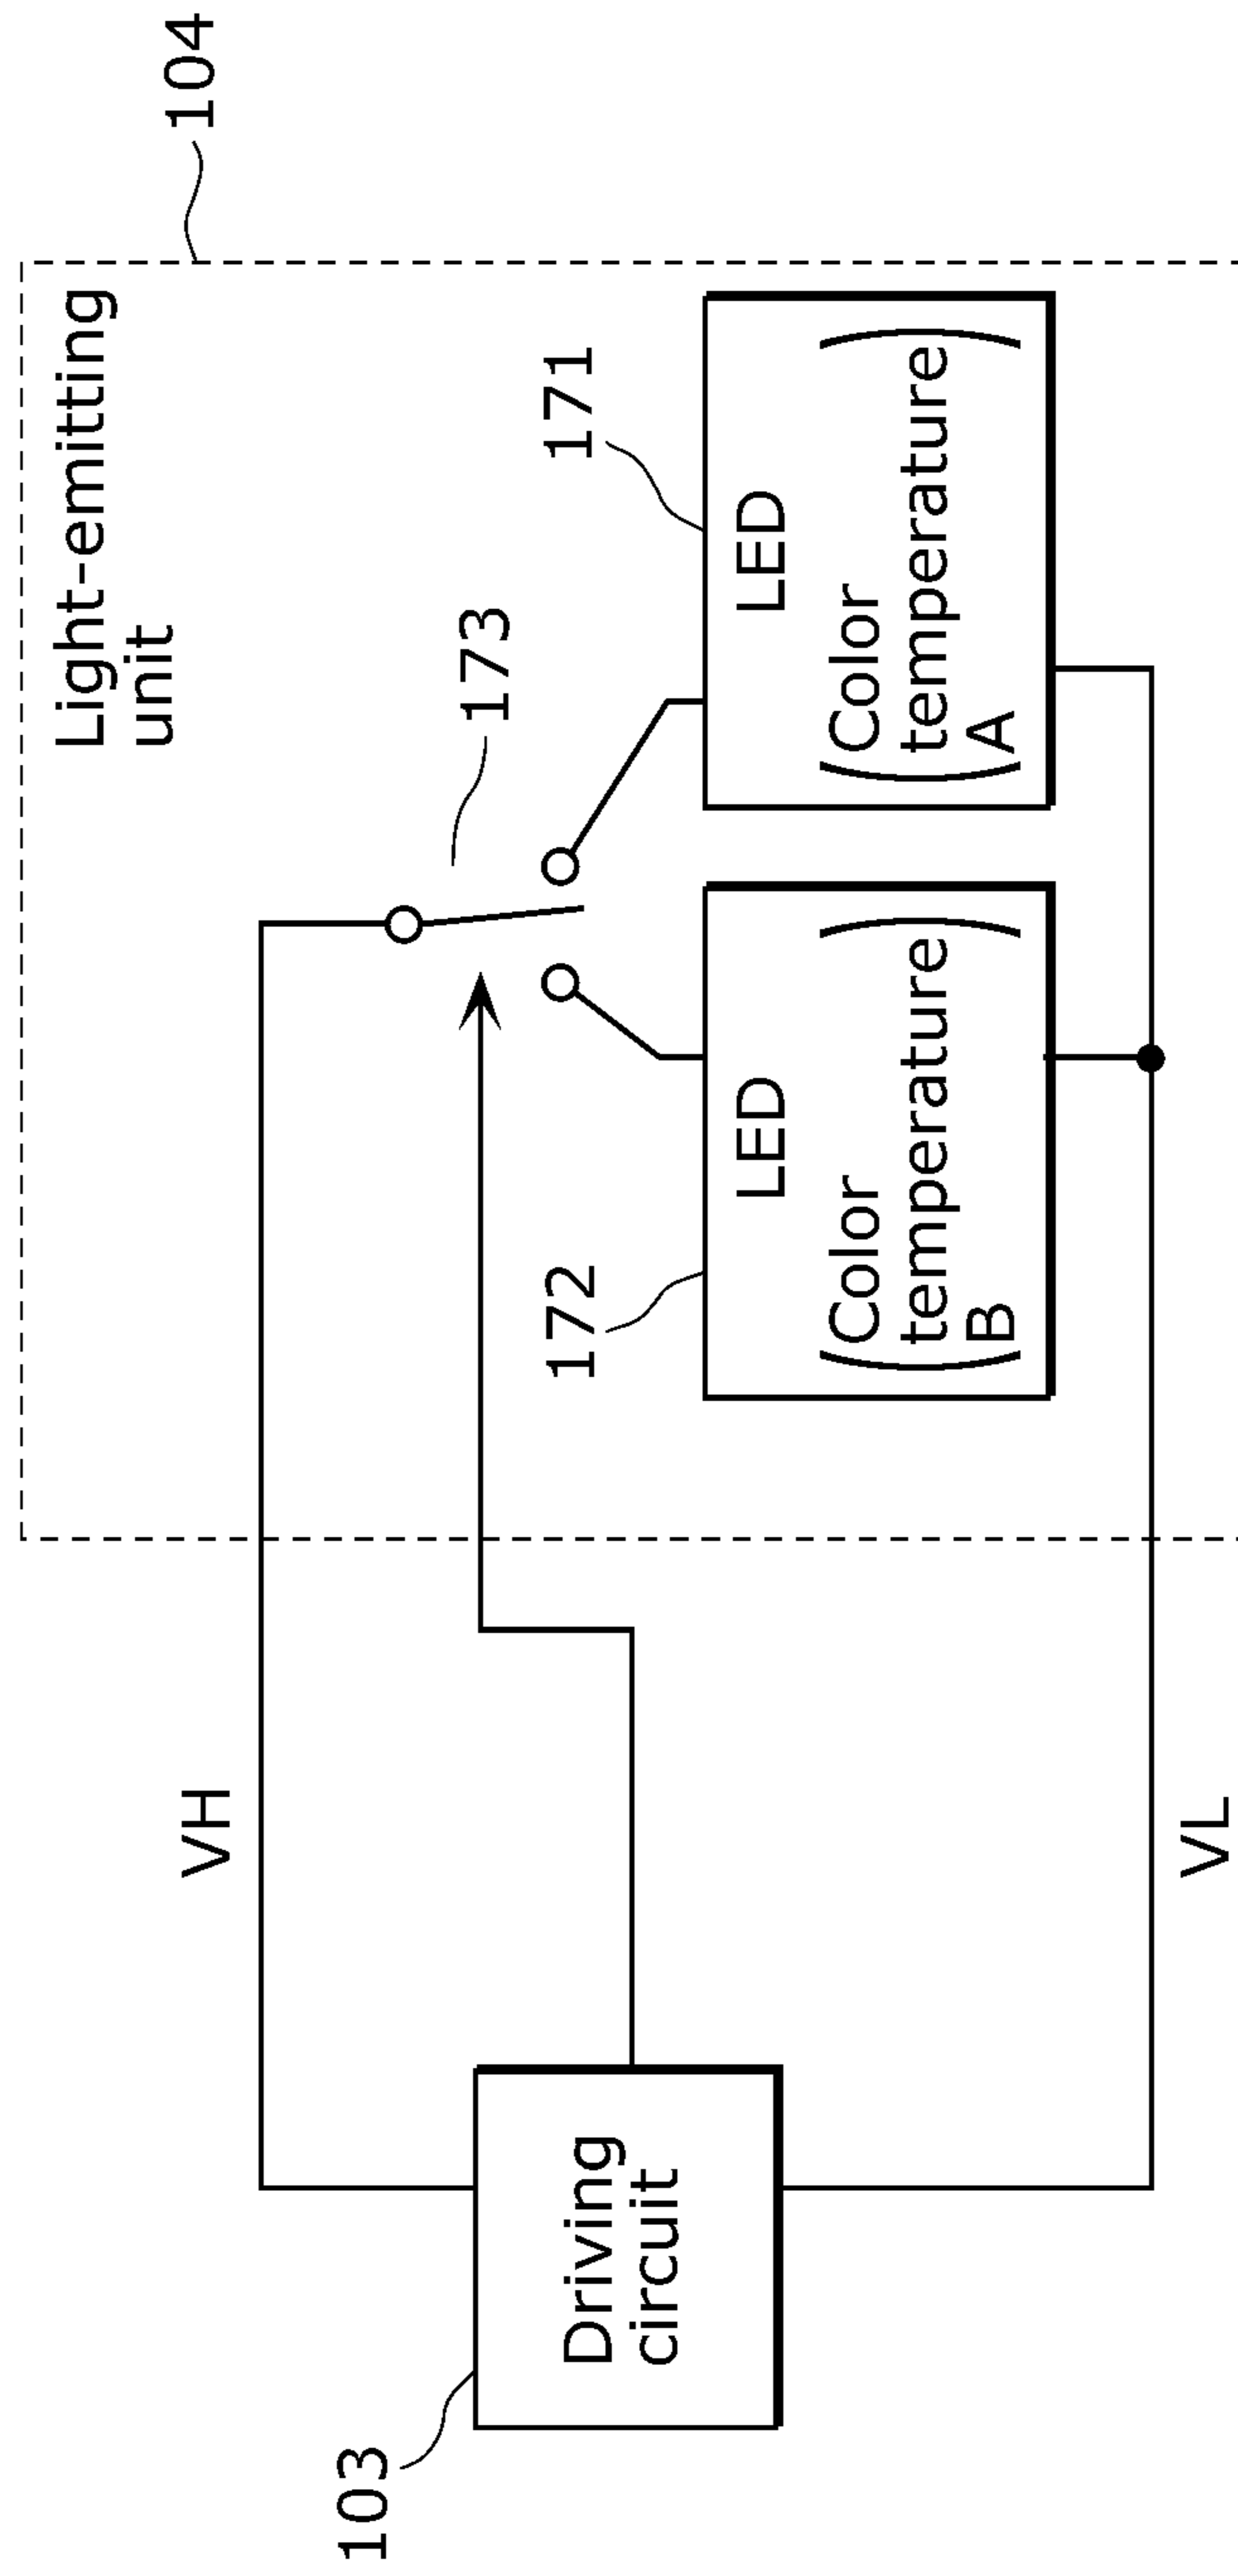 104
Light-emitting
unit
173
171
172
LED
(Color
temperature
B)
LED
(Color
temperature
A)
VH
VL
103
Driving
circuit